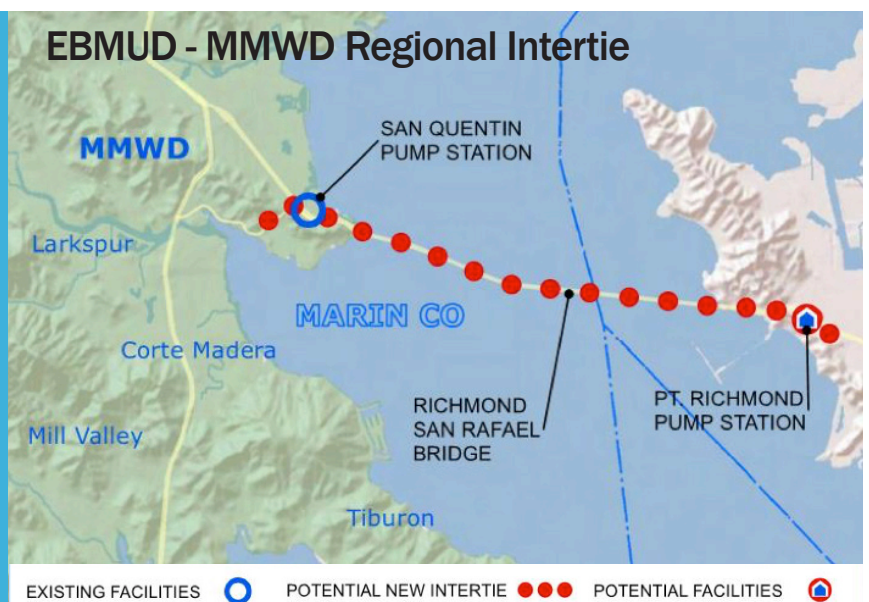 EBMUD - MMWD Regional Intertie
SAN QUENTIN
PUMP STATION
MMWD
Larkspur
MARIN CO
Corte Madera
RICHMOND
SAN RAFAEL
BRIDGE
PT. RICHMOND
PUMP STATION
Mill Valley
Tiburon
EXISTING FACILITIES
POTENTIAL NEW INTERTIE
POTENTIAL FACILITIES